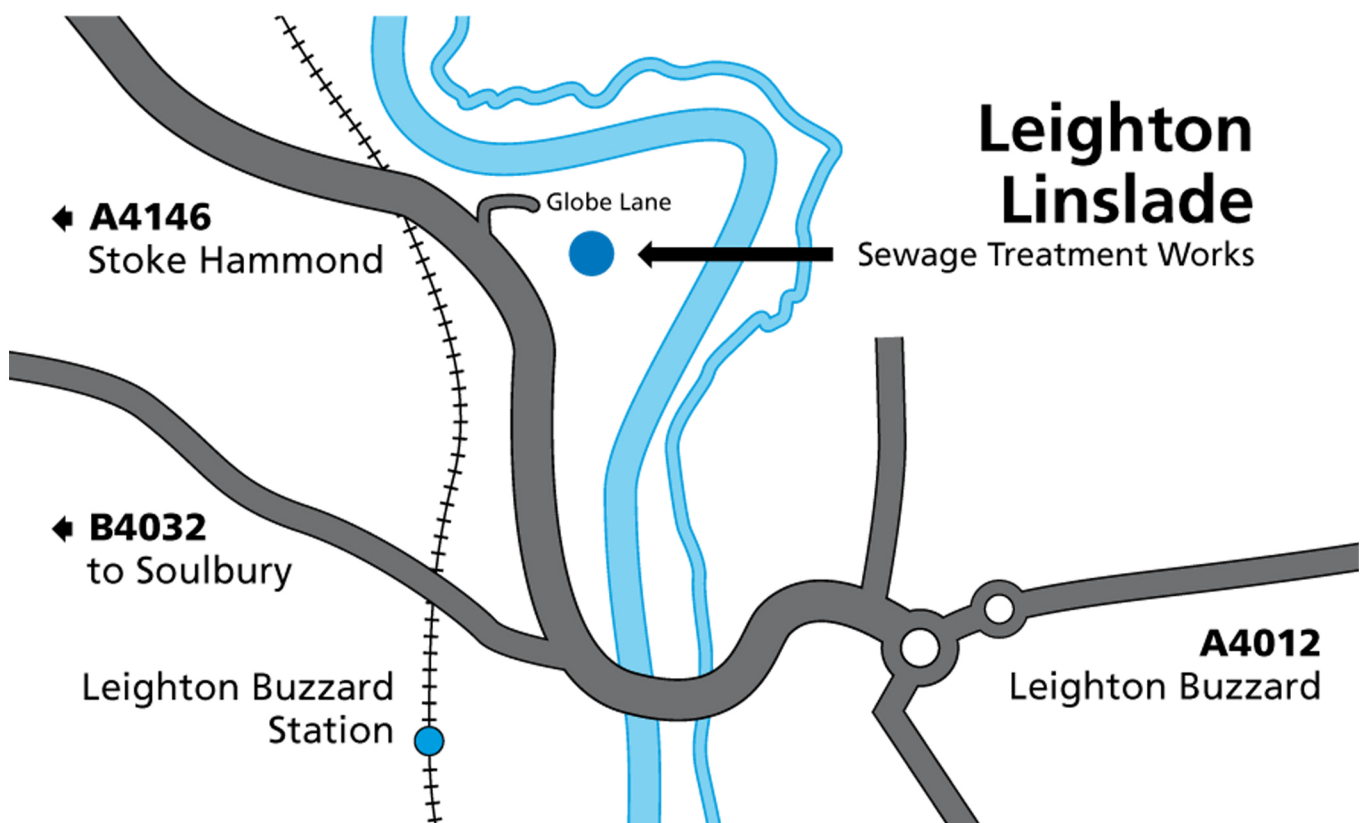 Leighton
Linslade
Sewage Treatment Works
Globe Lane
A4146
Stoke Hammond
B4032
to Soulbury
A4012
Leighton Buzzard
Leighton Buzzard
Station